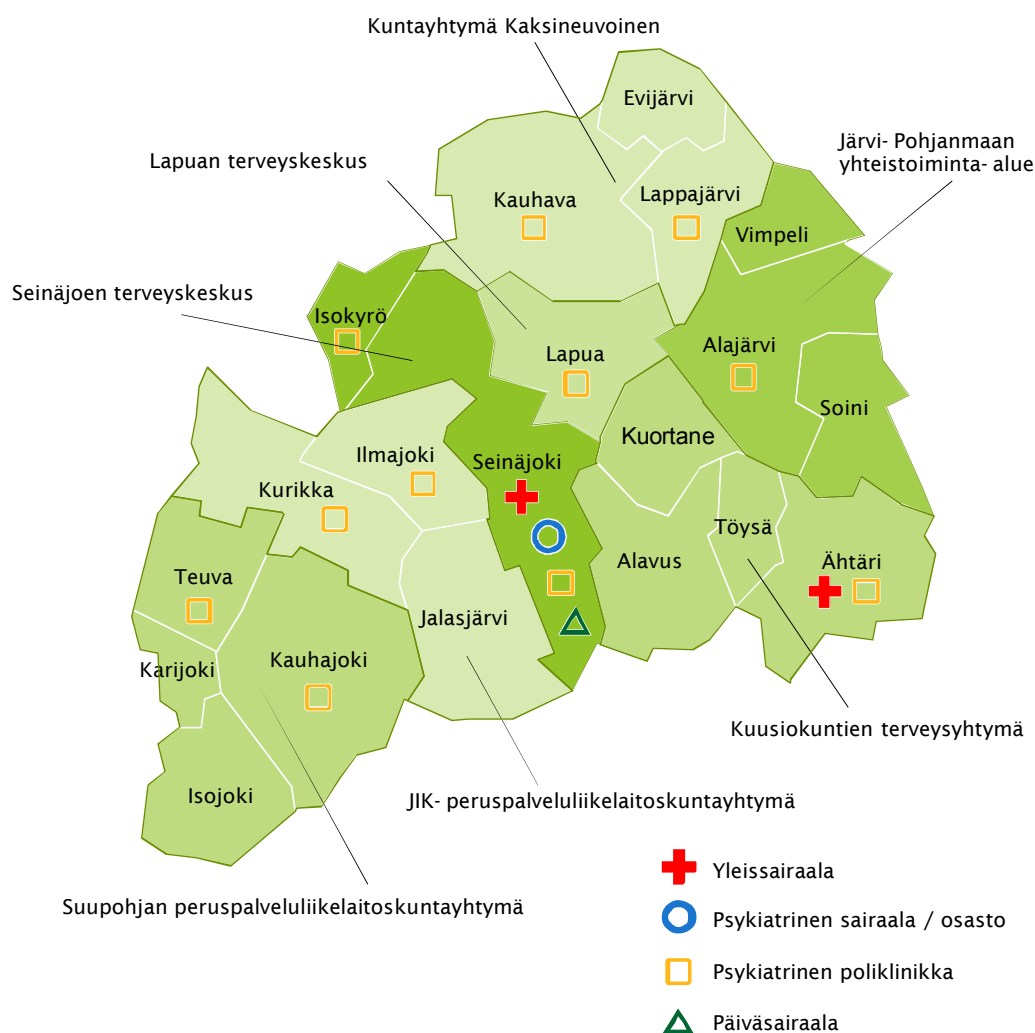 Kuntayhtymä Kaksineuvoinen
Evijärvi
Järvi- Pohjanmaan
yhteistoiminta- alue
Lapuan terveyskeskus
Kauhava
Lappajärvi
Vimpeli
Seinäjoen terveyskeskus
Isokyrö
Lapua
Alajärvi
Soini
Kuortane
Ilmajoki
Seinäjoki
Kurikka
Töysä
Alavus
Ähtäri
Teuva
Jalasjärvi
Karijoki
Kauhajoki
Kuusiokuntien terveysyhtymä
Isojoki
JIK- peruspalveluliikelaitoskuntayhtymä
Suupohjan peruspalveluliikelaitoskuntayhtymä
Yleissairaala
Psykiatrinen sairaala / osasto
Psykiatrinen poliklinikka
Päiväsairaala